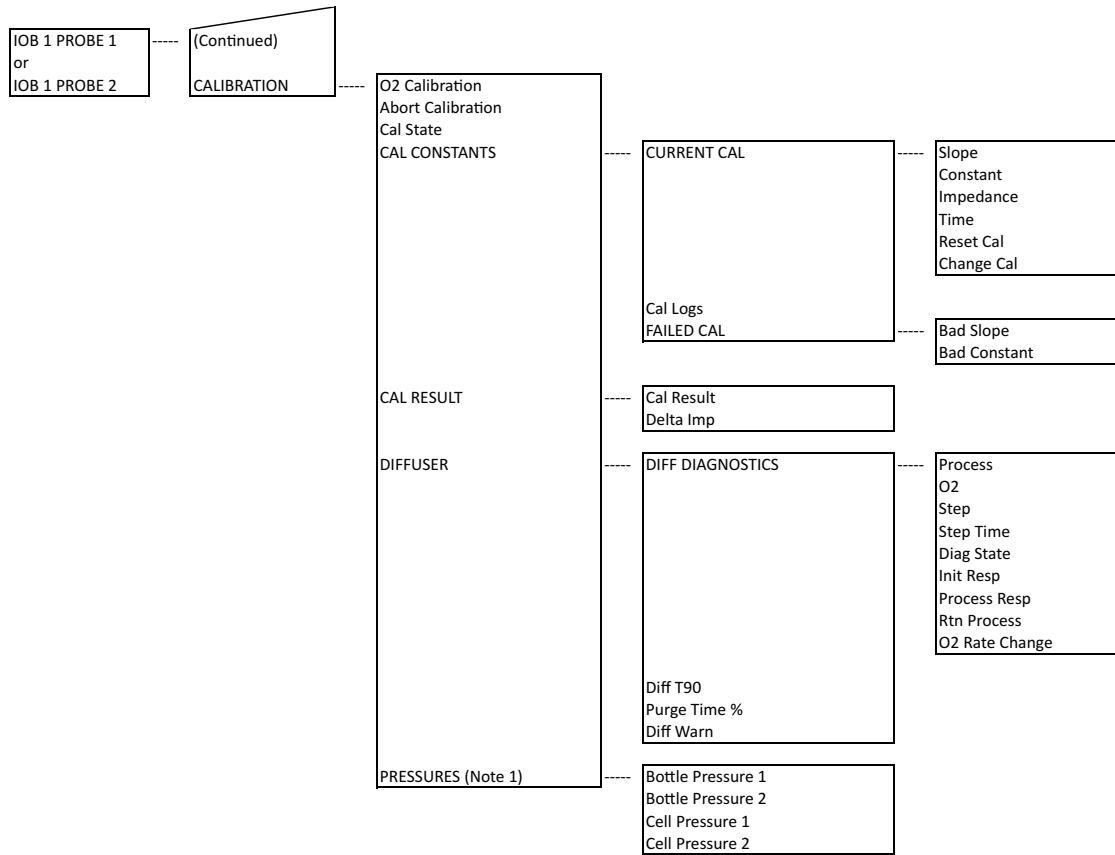 IOB 1 PROBE 1
or
IOB 1 PROBE 2
(Continued)
CALIBRATION
O2 Calibration
Abort Calibration
Cal State
CAL CONSTANTS
CURRENT CAL
Slope
Constant
Impedance
Time
Reset Cal
Change Cal
Cal Logs
FAILED CAL
Bad Slope
Bad Constant
CAL RESULT
Cal Result
Delta Imp
DIFFUSER
DIFF DIAGNOSTICS
Process
O2
Step
Step Time
Diag State
Init Resp
Process Resp
Rtn Process
O2 Rate Change
Diff T90
Purge Time %
Diff Warn
PRESSURES (Note 1)
Bottle Pressure 1
Bottle Pressure 2
Cell Pressure 1
Cell Pressure 2